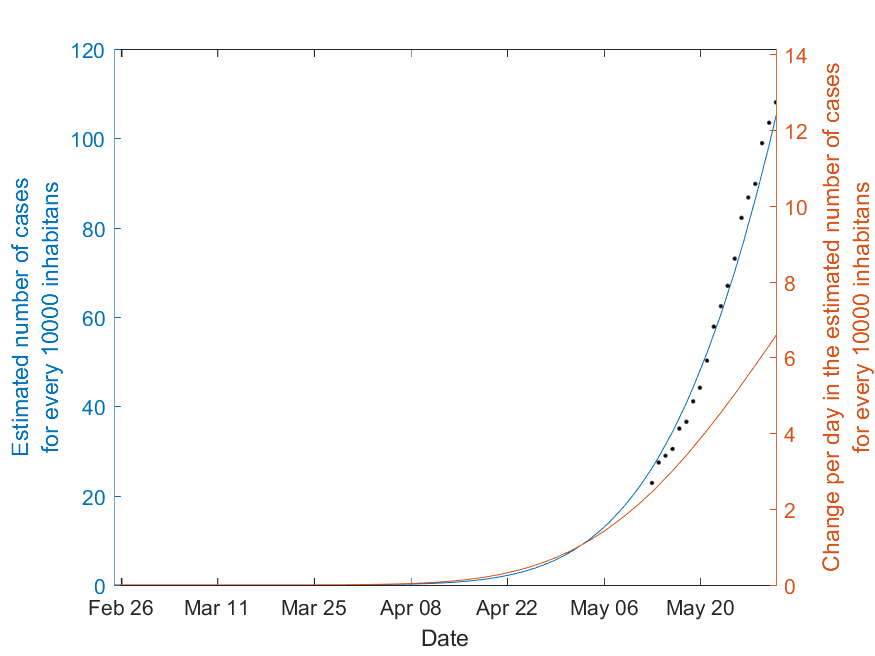 120
100
80
60
40
20
0
Estimated number of cases
for every 10000 inhabitans
14
12
10
8
6
4
2
0
Change per day in the estimated number of cases
for every 10000 inhabitans
Feb 26 Mar 11 Mar 25 Apr 08 Apr 22 May 06 May 20
Date